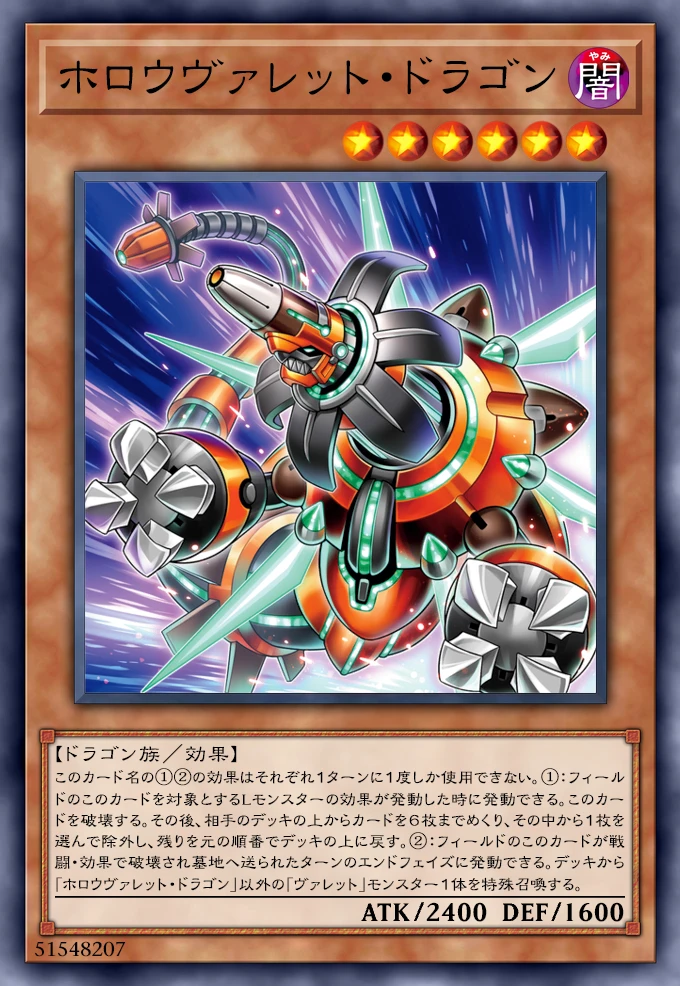 ホロウヴァレット・ドラゴン
やみ
闇
【ドラゴン族／効果】
このカード名の①②の効果はそれぞれ1ターンに1度しか使用できない。①：フィール
ドのこのカードを対象とするLモンスターの効果が発動した時に発動できる。このカー
ドを破壊する。その後、相手のデッキの上からカードを6枚までめくり、その中から1枚を
選んで除外し、残りを元の順番でデッキの上に戻す。②：フィールドのこのカードが戦
闘・効果で破壊され墓地へ送られたターンのエンドフェイズに発動できる。デッキから
「ホロウヴァレット・ドラゴン」以外の「ヴァレット」モンスター1体を特殊召喚する。
ATK/2400 DEF/1600
51548207